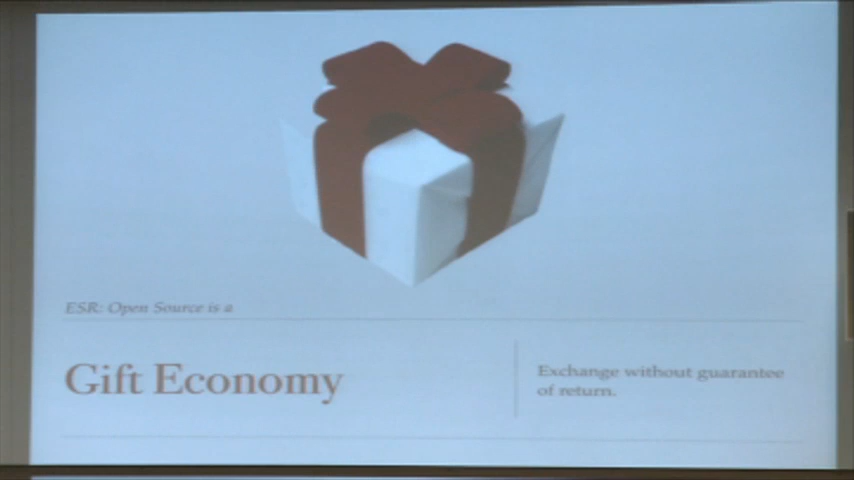 ESR: Open Source is a
Gift Economy
Exchange without guarantee
of return.